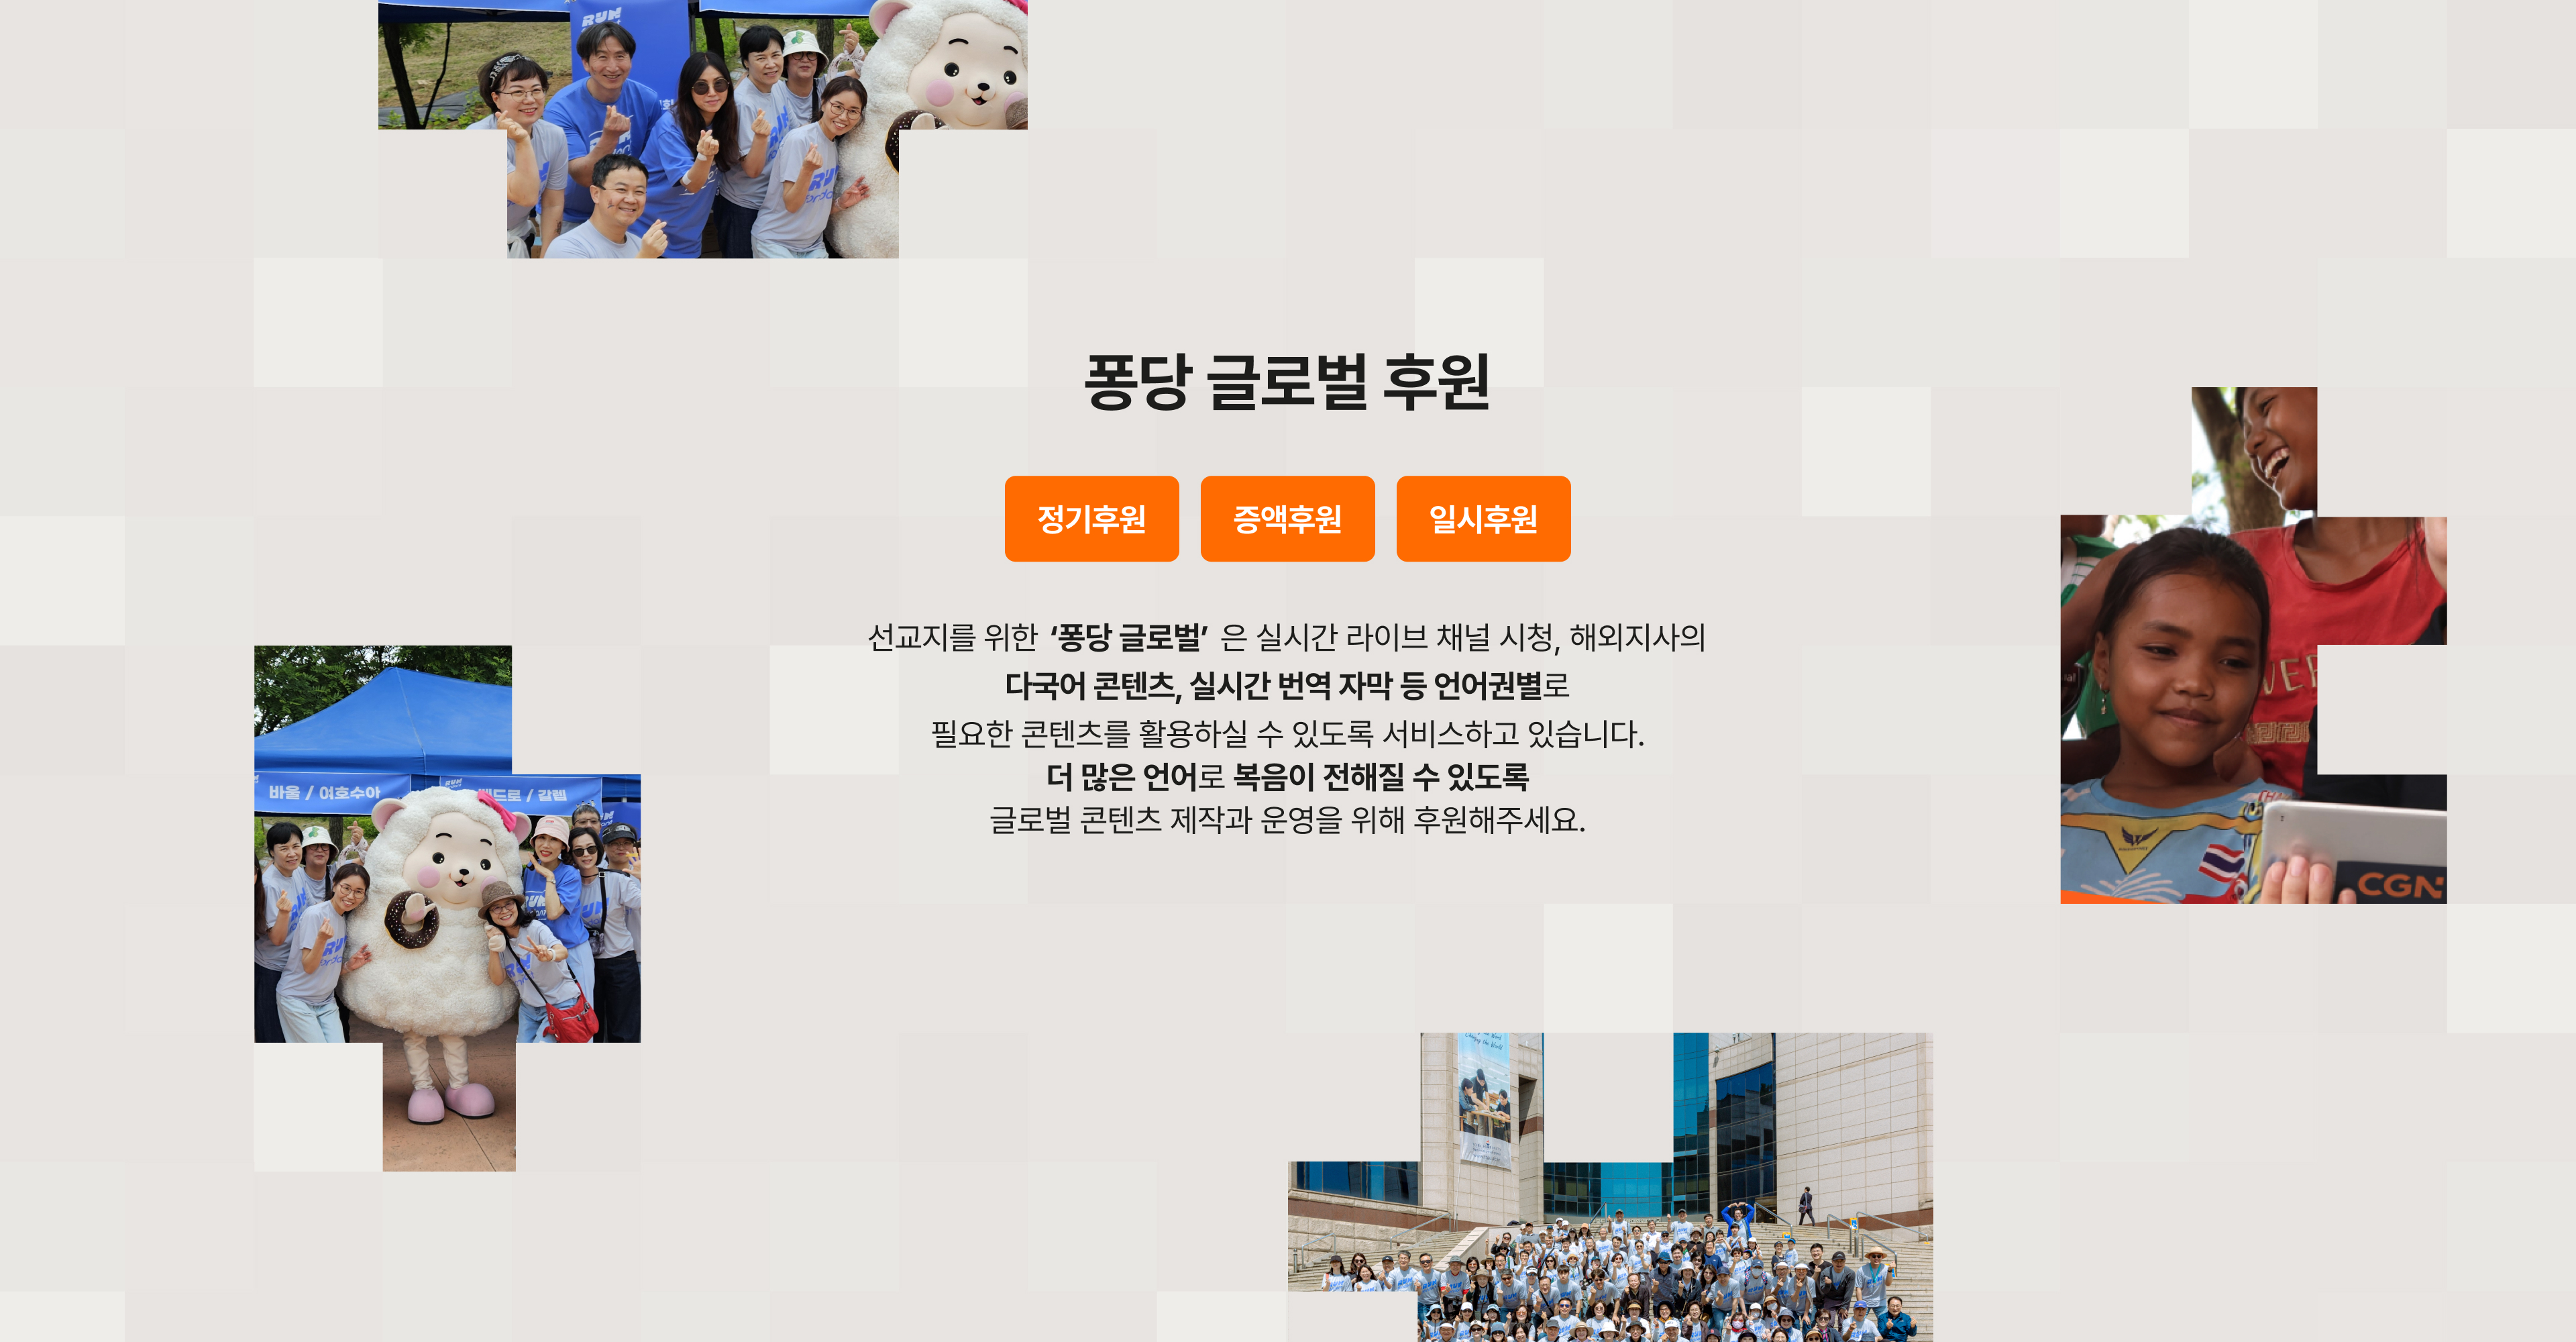 RUN
퐁당 글로벌 후원
정기후원
증액후원
일시후원
선교지를 위한 ‘퐁당 글로벌’ 은 실시간 라이브 채널 시청, 해외지사의
다국어 콘텐츠, 실시간 번역 자막 등 언어권별로
필요한 콘텐츠를 활용하실 수 있도록 서비스하고 있습니다.
더 많은 언어로 복음이 전해질 수 있도록
글로벌 콘텐츠 제작과 운영을 위해 후원해주세요.
바울 / 여호수아
드로 / 갈렙
RUN
RUN
CGN